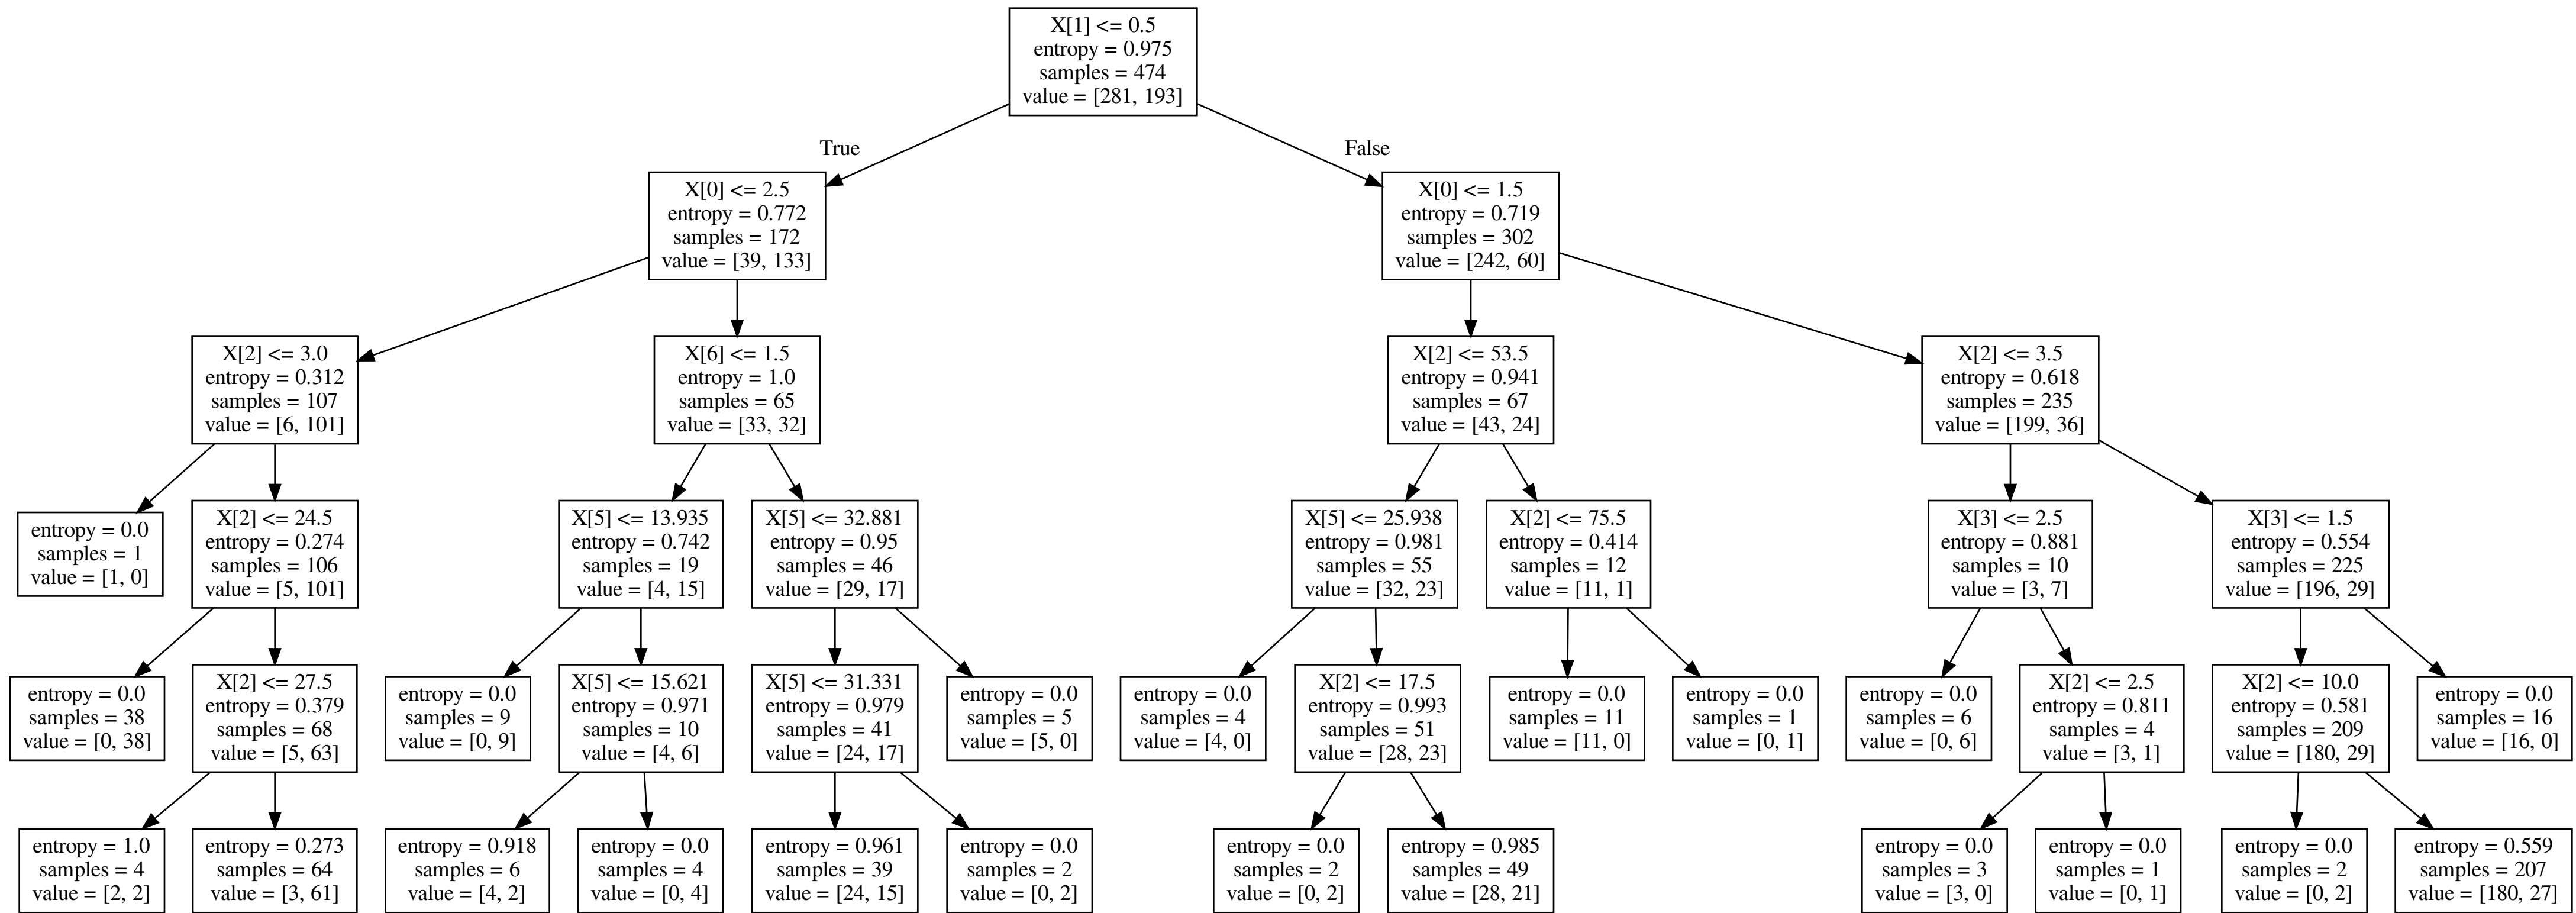 X[1] <= 0.5
entropy = 0.975
samples = 474
value = [281, 193]
True
False
X[0] <= 2.5
entropy = 0.772
samples = 172
value = [39, 133]
X[0] <= 1.5
entropy = 0.719
samples = 302
value = [242, 60]
X[2] <= 3.0
entropy = 0.312
samples = 107
value = [6, 101]
X[6] <= 1.5
entropy = 1.0
samples = 65
value = [33, 32]
X[2] <= 53.5
entropy = 0.941
samples = 67
value = [43, 24]
X[2] <= 3.5
entropy = 0.618
samples = 235
value = [199, 36]
entropy = 0.0
samples = 1
value = [1, 0]
X[2] <= 24.5
entropy = 0.274
samples = 106
value = [5, 101]
X[5] <= 13.935
entropy = 0.742
samples = 19
value = [4, 15]
X[5] <= 32.881
entropy = 0.95
samples = 46
value = [29, 17]
X[5] <= 25.938
entropy = 0.981
samples = 55
value = [32, 23]
X[2] <= 75.5
entropy = 0.414
samples = 12
value = [11, 1]
X[3] <= 2.5
entropy = 0.881
samples = 10
value = [3, 7]
X[3] <= 1.5
entropy = 0.554
samples = 225
value = [196, 29]
entropy = 0.0
samples = 38
value = [0, 38]
X[2] <= 27.5
entropy = 0.379
samples = 68
value = [5, 63]
entropy = 0.0
samples = 9
value = [0, 9]
X[5] <= 15.621
entropy = 0.971
samples = 10
value = [4, 6]
X[5] <= 31.331
entropy = 0.979
samples = 41
value = [24, 17]
entropy = 0.0
samples = 5
value = [5, 0]
entropy = 0.0
samples = 4
value = [4, 0]
X[2] <= 17.5
entropy = 0.993
samples = 51
value = [28, 23]
entropy = 0.0
samples = 11
value = [11, 0]
entropy = 0.0
samples = 1
value = [0, 1]
entropy = 0.0
samples = 6
value = [0, 6]
X[2] <= 2.5
entropy = 0.811
samples = 4
value = [3, 1]
X[2] <= 10.0
entropy = 0.581
samples = 209
value = [180, 29]
entropy = 0.0
samples = 16
value = [16, 0]
entropy = 1.0
samples = 4
value = [2, 2]
entropy = 0.273
samples = 64
value = [3, 61]
entropy = 0.918
samples = 6
value = [4, 2]
entropy = 0.0
samples = 4
value = [0, 4]
entropy = 0.961
samples = 39
value = [24, 15]
entropy = 0.0
samples = 2
value = [0, 2]
entropy = 0.0
samples = 2
value = [0, 2]
entropy = 0.985
samples = 49
value = [28, 21]
entropy = 0.0
samples = 3
value = [3, 0]
entropy = 0.0
samples = 1
value = [0, 1]
entropy = 0.0
samples = 2
value = [0, 2]
entropy = 0.559
samples = 207
value = [180, 27]